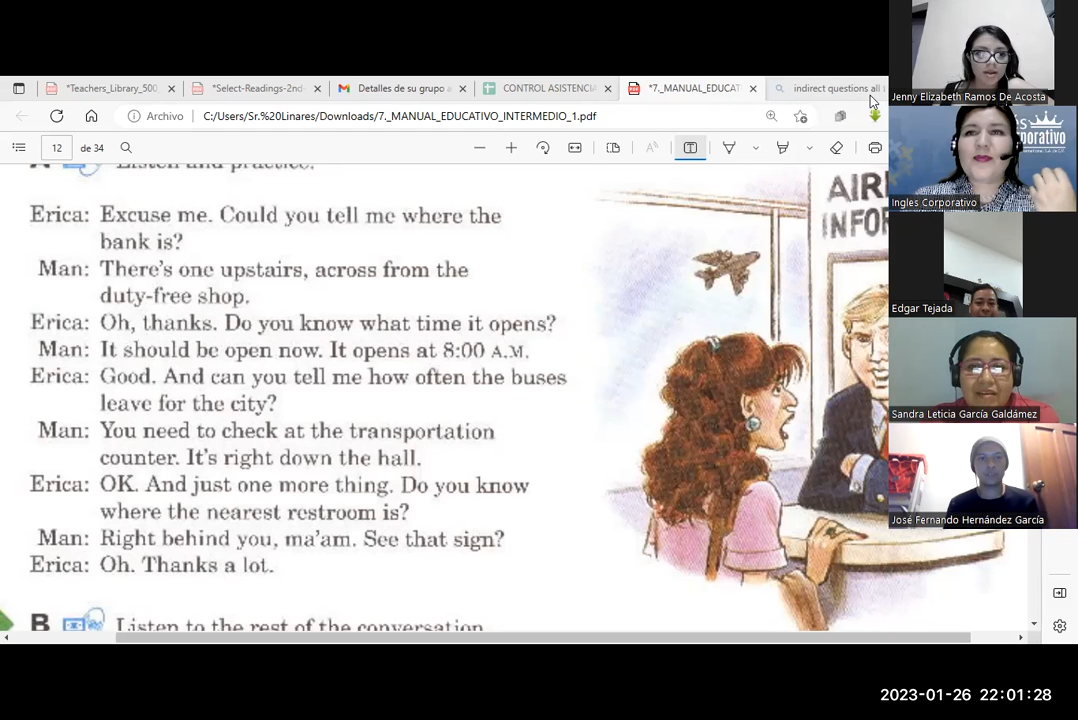 *Teachers_Library_500
*Select-Readings-2nd-
Detalles de su grupo a
CONTROL ASISTENCIA
*7._MANUAL_EDUCAT
indirect questions all
Archivo
C:/Users/Sr.%20Linares/Downloads/7._MANUAL_EDUCATIVO_INTERMEDIO_1.pdf
12 de 34
A Listen and practice.
Erica: Excuse me. Could you tell me where the
bank is?
Man: There's one upstairs, across from the
duty-free shop.
Erica: Oh, thanks. Do you know what time it opens?
Man: It should be open now. It opens at 8:00 A.M.
Erica: Good. And can you tell me how often the buses
leave for the city?
Man: You need to check at the transportation
counter. It's right down the hall.
Erica: OK. And just one more thing. Do you know
where the nearest restroom is?
Man: Right behind you, ma'am. See that sign?
Erica: Oh. Thanks a lot.
B Listen to the rest of the conversation
AIR
INFO
Jenny Elizabeth Ramos De Acosta
Corporativo
Ingles Corporativo
Edgar Tejada
Sandra Leticia García Galdámez
José Fernando Hernández García
2023-01-26 22:01:28